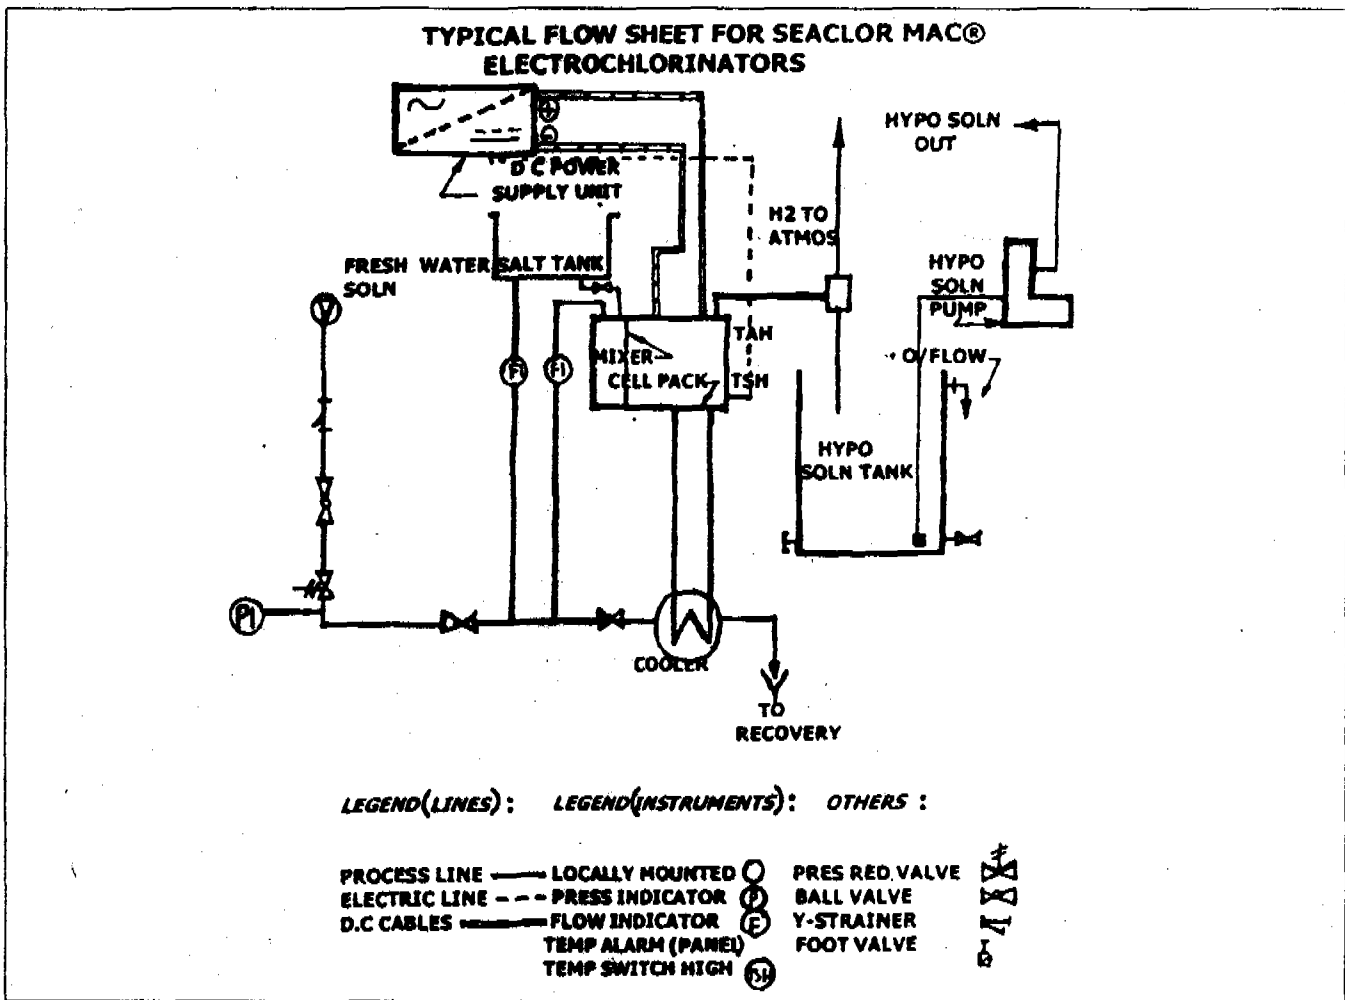 TYPICAL FLOW SHEET FOR SEACLOR MAC®
ELECTROCHLORINATORS
D C POWER
SUPPLY UNIT
HYPO SOLN
OUT
H2 TO
ATMOS
FRESH WATER SALT TANK
SOLN
HYPO
SOLN
PUMP
V
TAH
MIXER
CELL PACK
TSH
FI
FI
O/FLOW
HYPO
SOLN TANK
PI
COOLER
TO
RECOVERY
LEGEND(LINES): LEGEND(INSTRUMENTS): OTHERS :
PROCESS LINE LOCALLY MOUNTED PRES RED.VALVE
ELECTRIC LINE PRESS INDICATOR P BALL VALVE
D.C CABLES FLOW INDICATOR F Y-STRAINER
TEMP ALARM (PANEL) FOOT VALVE
TEMP SWITCH HIGH TSH